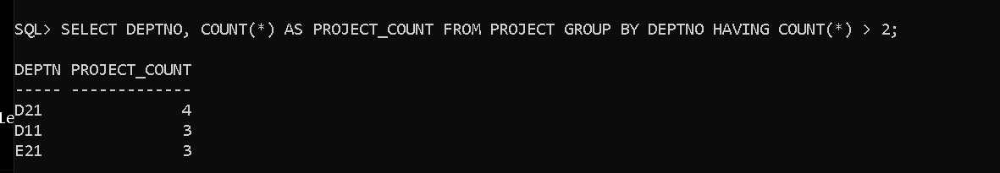 SQL> SELECT DEPTNO, COUNT(*) AS PROJECT_COUNT FROM PROJECT GROUP BY DEPTNO HAVING COUNT(*) > 2;
DEPTN PROJECT_COUNT
----- -------------
D21 4
le
D11 3
E21 3